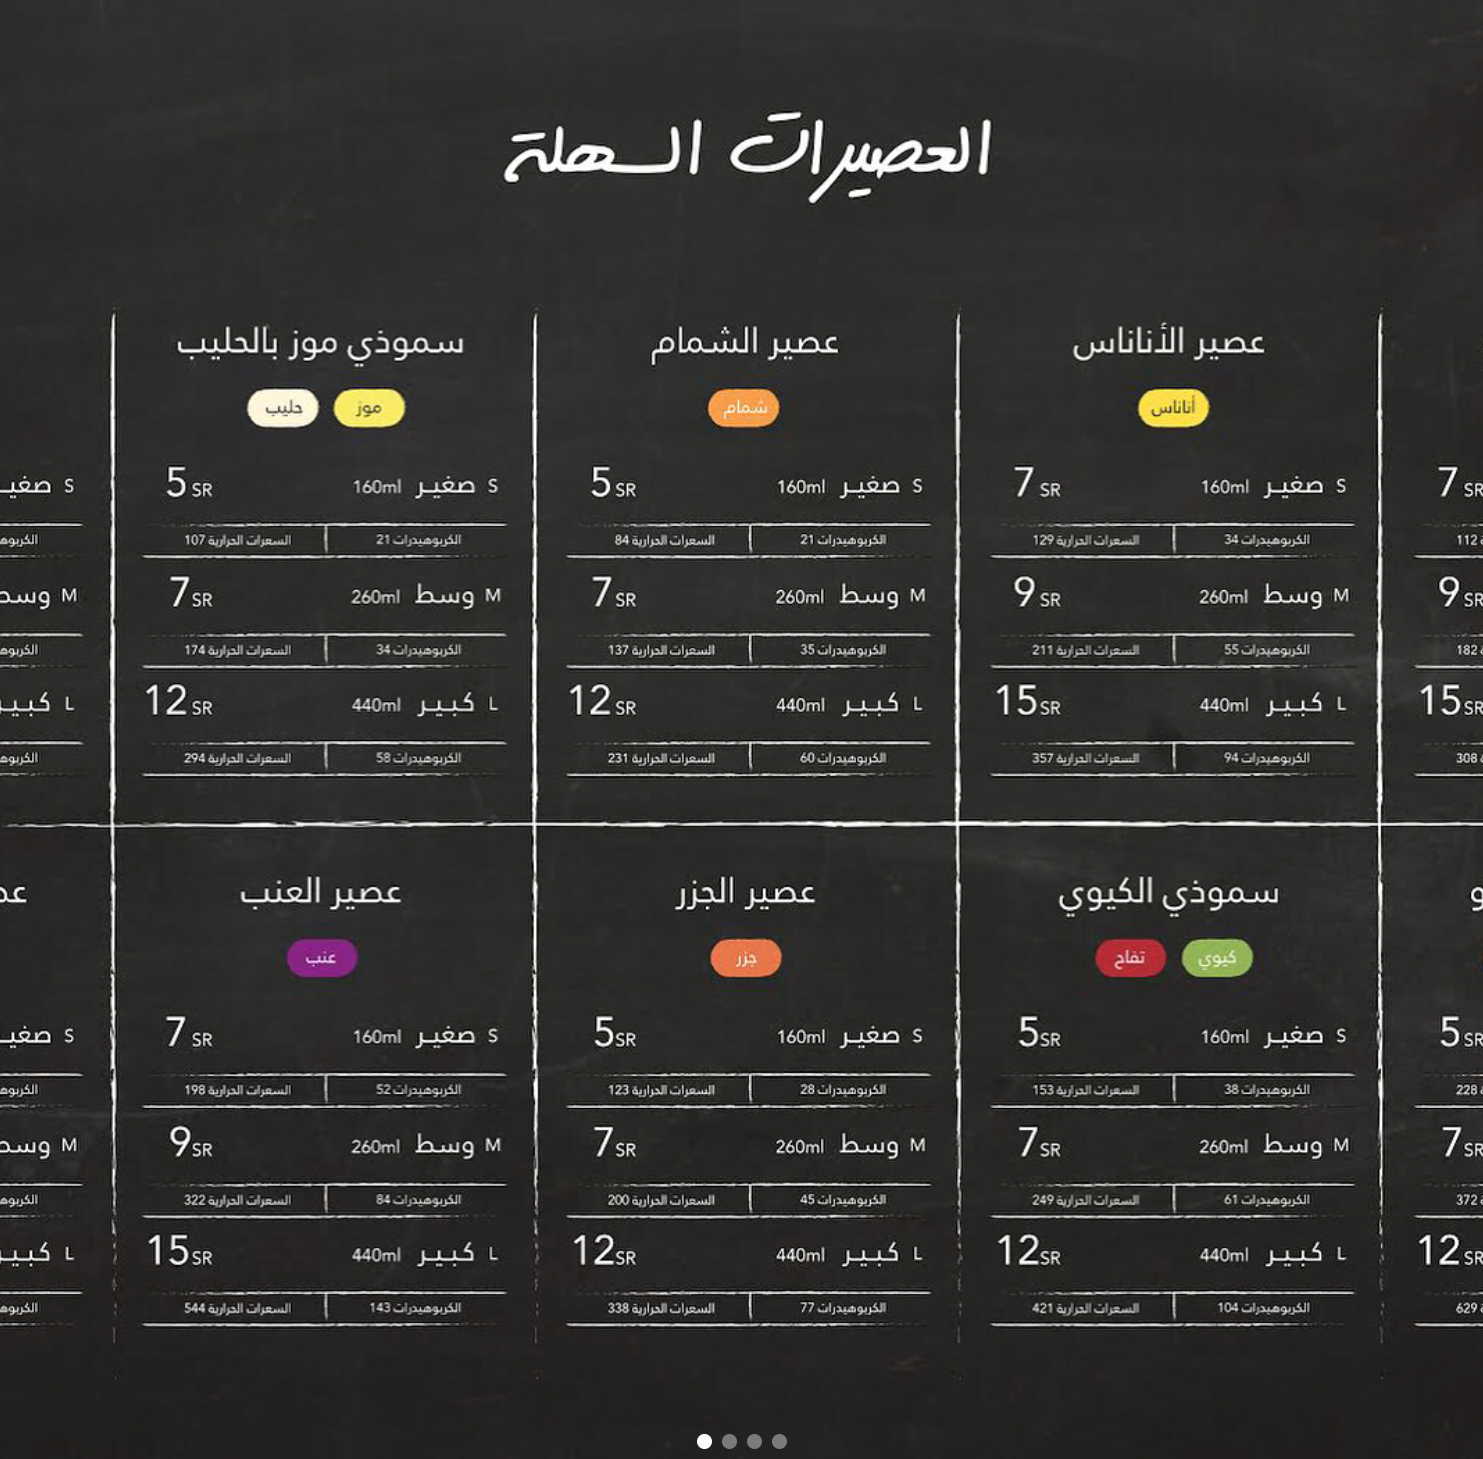 العصيرات السهلة
عصير الأناناس
أناناس
S صغير 160ml 7 SR
الكربوهيدرات 34 السعرات الحرارية 129
M وسط 260ml 9 SR
الكربوهيدرات 55 السعرات الحرارية 211
L كبير 440ml 15 SR
الكربوهيدرات 94 السعرات الحرارية 357
عصير الشمام
شمام
S صغير 160ml 5 SR
الكربوهيدرات 21 السعرات الحرارية 84
M وسط 260ml 7 SR
الكربوهيدرات 35 السعرات الحرارية 137
L كبير 440ml 12 SR
الكربوهيدرات 60 السعرات الحرارية 231
سموذي موز بالحليب
موز حليب
S صغير 160ml 5 SR
الكربوهيدرات 21 السعرات الحرارية 107
M وسط 260ml 7 SR
الكربوهيدرات 34 السعرات الحرارية 174
L كبير 440ml 12 SR
الكربوهيدرات 58 السعرات الحرارية 294
7 SR
112
9 SR
182
15 SR
308
S صغير
M وسط
L كبير
سموذي الكيوي
كيوي تفاح
S صغير 160ml 5 SR
الكربوهيدرات 38 السعرات الحرارية 153
M وسط 260ml 7 SR
الكربوهيدرات 61 السعرات الحرارية 249
L كبير 440ml 12 SR
الكربوهيدرات 104 السعرات الحرارية 421
عصير الجزر
جزر
S صغير 160ml 5 SR
الكربوهيدرات 28 السعرات الحرارية 123
M وسط 260ml 7 SR
الكربوهيدرات 45 السعرات الحرارية 200
L كبير 440ml 12 SR
الكربوهيدرات 77 السعرات الحرارية 338
عصير العنب
عنب
S صغير 160ml 7 SR
الكربوهيدرات 52 السعرات الحرارية 198
M وسط 260ml 9 SR
الكربوهيدرات 84 السعرات الحرارية 322
L كبير 440ml 15 SR
الكربوهيدرات 143 السعرات الحرارية 544
5 SR
228
7 SR
372
12 SR
629
S صغير
M وسط
L كبير